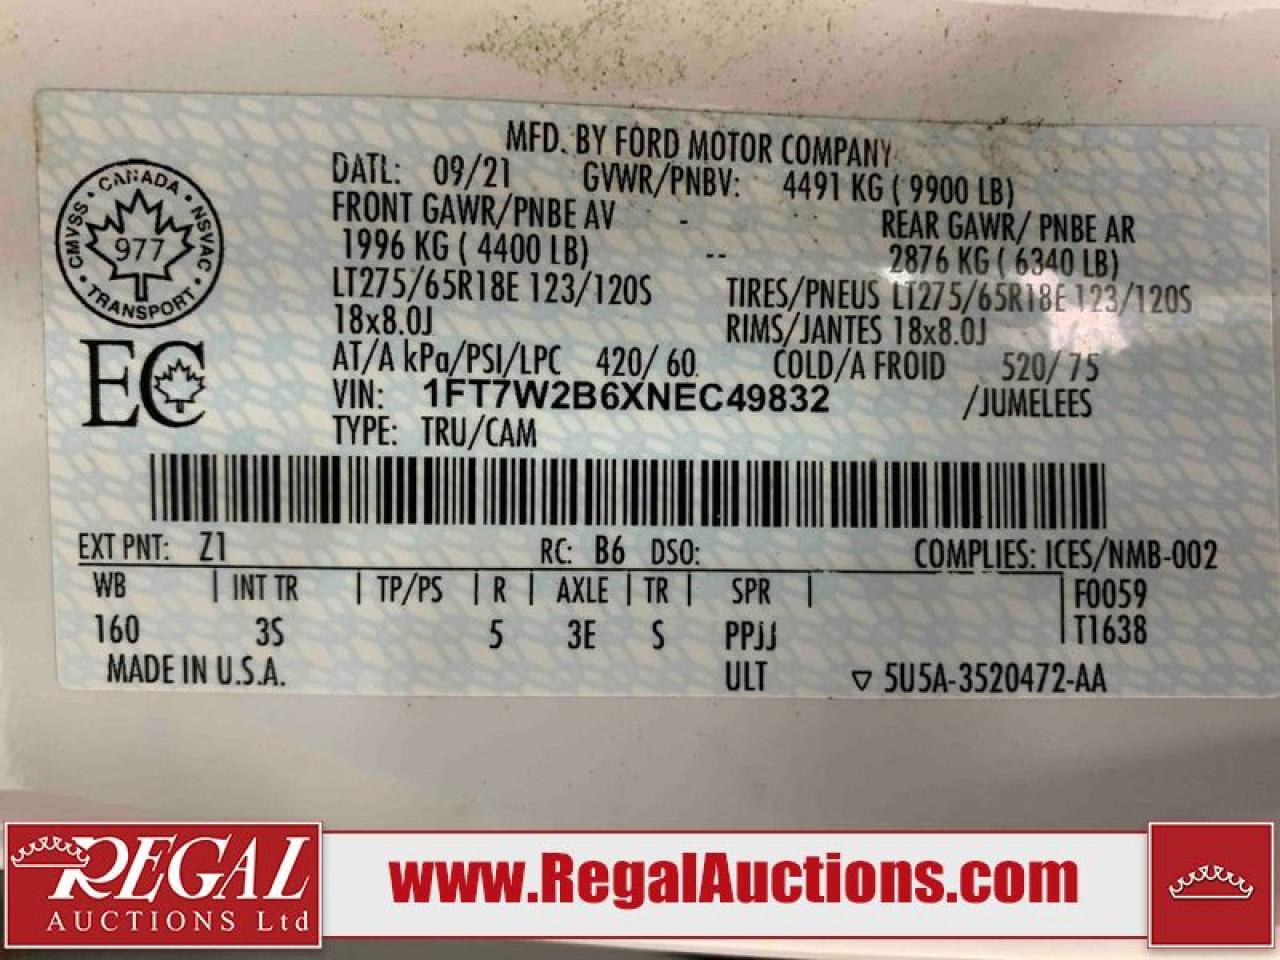 MFD. BY FORD MOTOR COMPANY
DATL: 09/21 GVWR/PNBV: 4491 KG ( 9900 LB)
FRONT GAWR/PNBE AV - REAR GAWR/ PNBE AR
1996 KG ( 4400 LB) -- 2876 KG ( 6340 LB)
LT275/65R18E 123/120S TIRES/PNEUS LT275/65R18E 123/120S
18x8.0J RIMS/JANTES 18x8.0J
AT/A kPa/PSI/LPC 420/ 60 COLD/A FROID 520/ 75
VIN: 1FT7W2B6XNEC49832 /JUMELEES
TYPE: TRU/CAM
CANADA
CMVSS 977 NSVAC
TRANSPORT
EC
EXT PNT: Z1 RC: B6 DSO: COMPLIES: ICES/NMB-002
WB | INT TR | TP/PS | R | AXLE | TR | SPR | F0059
160 3S 5 3E S PPjj T1638
MADE IN U.S.A. ULT ▽ 5U5A-3520472-AA
REGAL
AUCTIONS Ltd
www.RegalAuctions.com